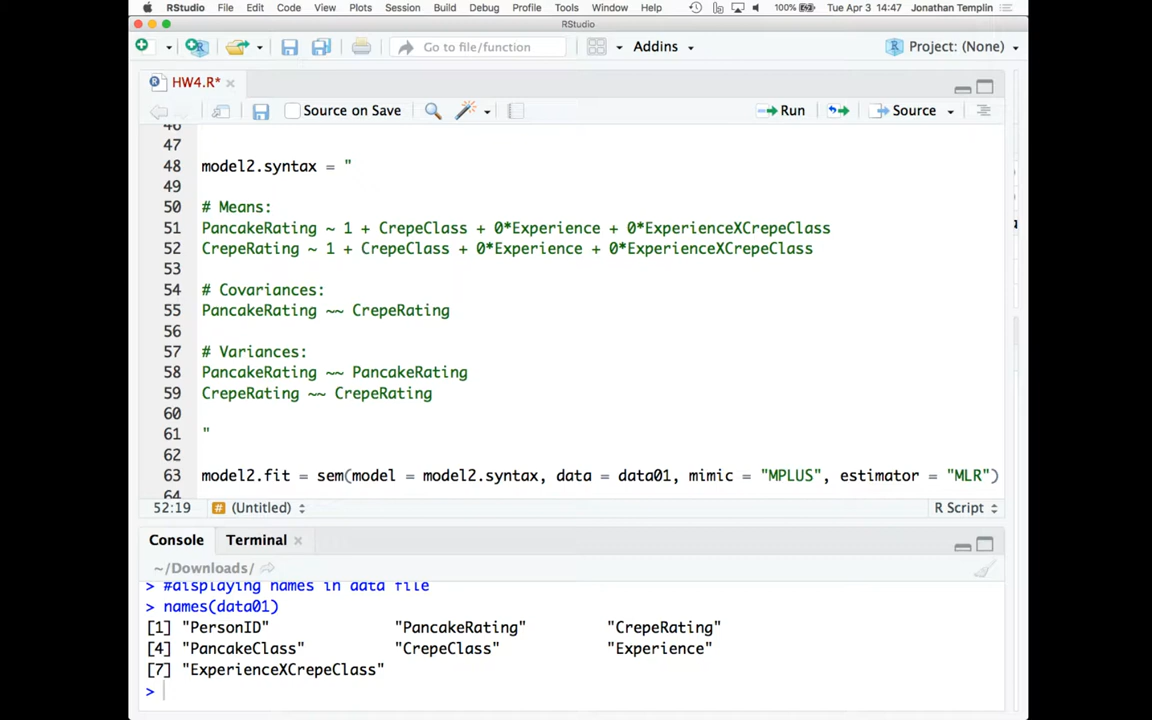 RStudio File Edit Code View Plots Session Build Debug Profile Tools Window Help 100% Tue Apr 3 14:47 Jonathan Templin
RStudio
Go to file/function Addins Project: (None)
HW4.R*
Source on Save Run Source
46
47
48 model2.syntax = "
49
50 # Means:
51 PancakeRating ~ 1 + CrepeClass + 0*Experience + 0*ExperienceXCrepeClass
52 CrepeRating ~ 1 + CrepeClass + 0*Experience + 0*ExperienceXCrepeClass
53
54 # Covariances:
55 PancakeRating ~~ CrepeRating
56
57 # Variances:
58 PancakeRating ~~ PancakeRating
59 CrepeRating ~~ CrepeRating
60
61 "
62
63 model2.fit = sem(model = model2.syntax, data = data01, mimic = "MPLUS", estimator = "MLR")
64
52:19 # (Untitled) R Script
Console Terminal
~/Downloads/
> #displaying names in data file
> names(data01)
[1] "PersonID" "PancakeRating" "CrepeRating"
[4] "PancakeClass" "CrepeClass" "Experience"
[7] "ExperienceXCrepeClass"
>